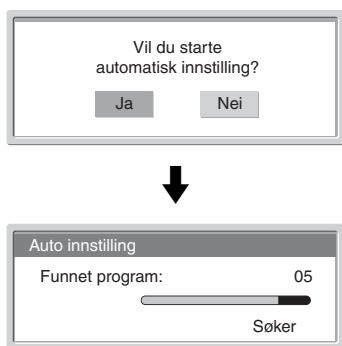 Vil du starte
automatisk innstilling?
Ja Nei
Auto innstilling
Funnet program: 05
Søker